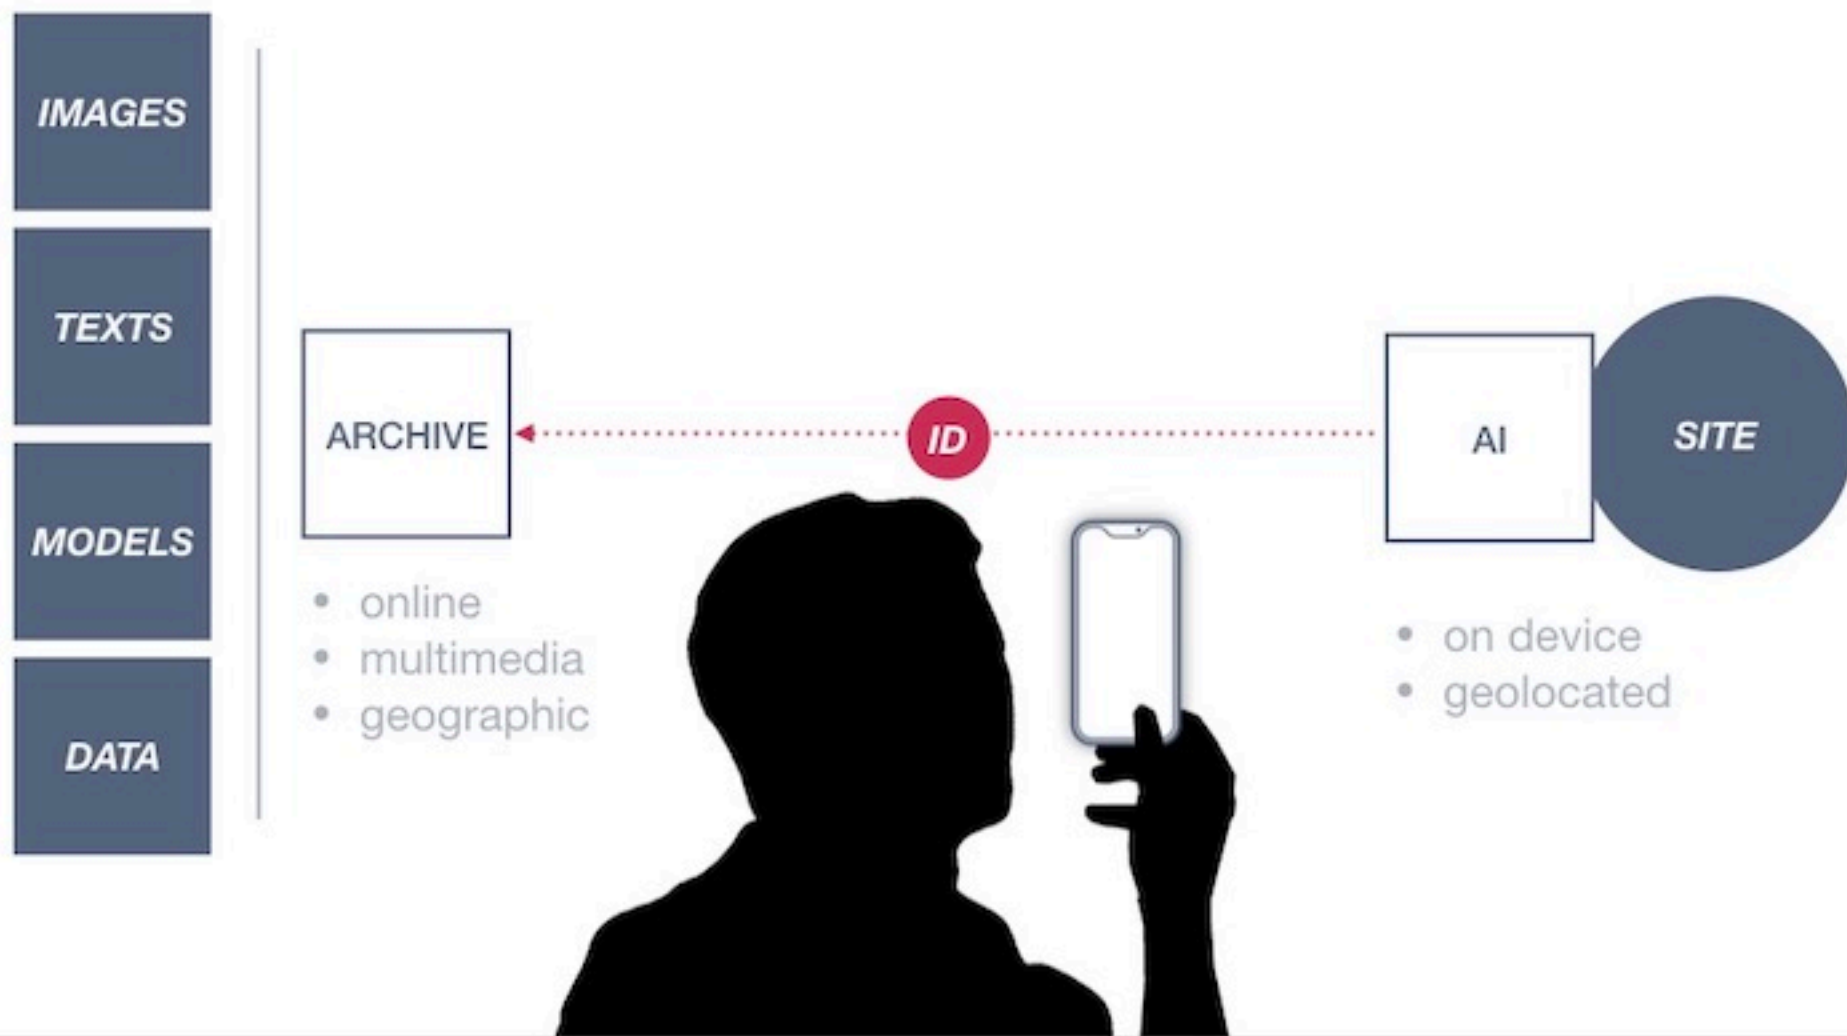 IMAGES
TEXTS
MODELS
DATA
ARCHIVE
• online
• multimedia
• geographic
ID
AI
SITE
• on device
• geolocated